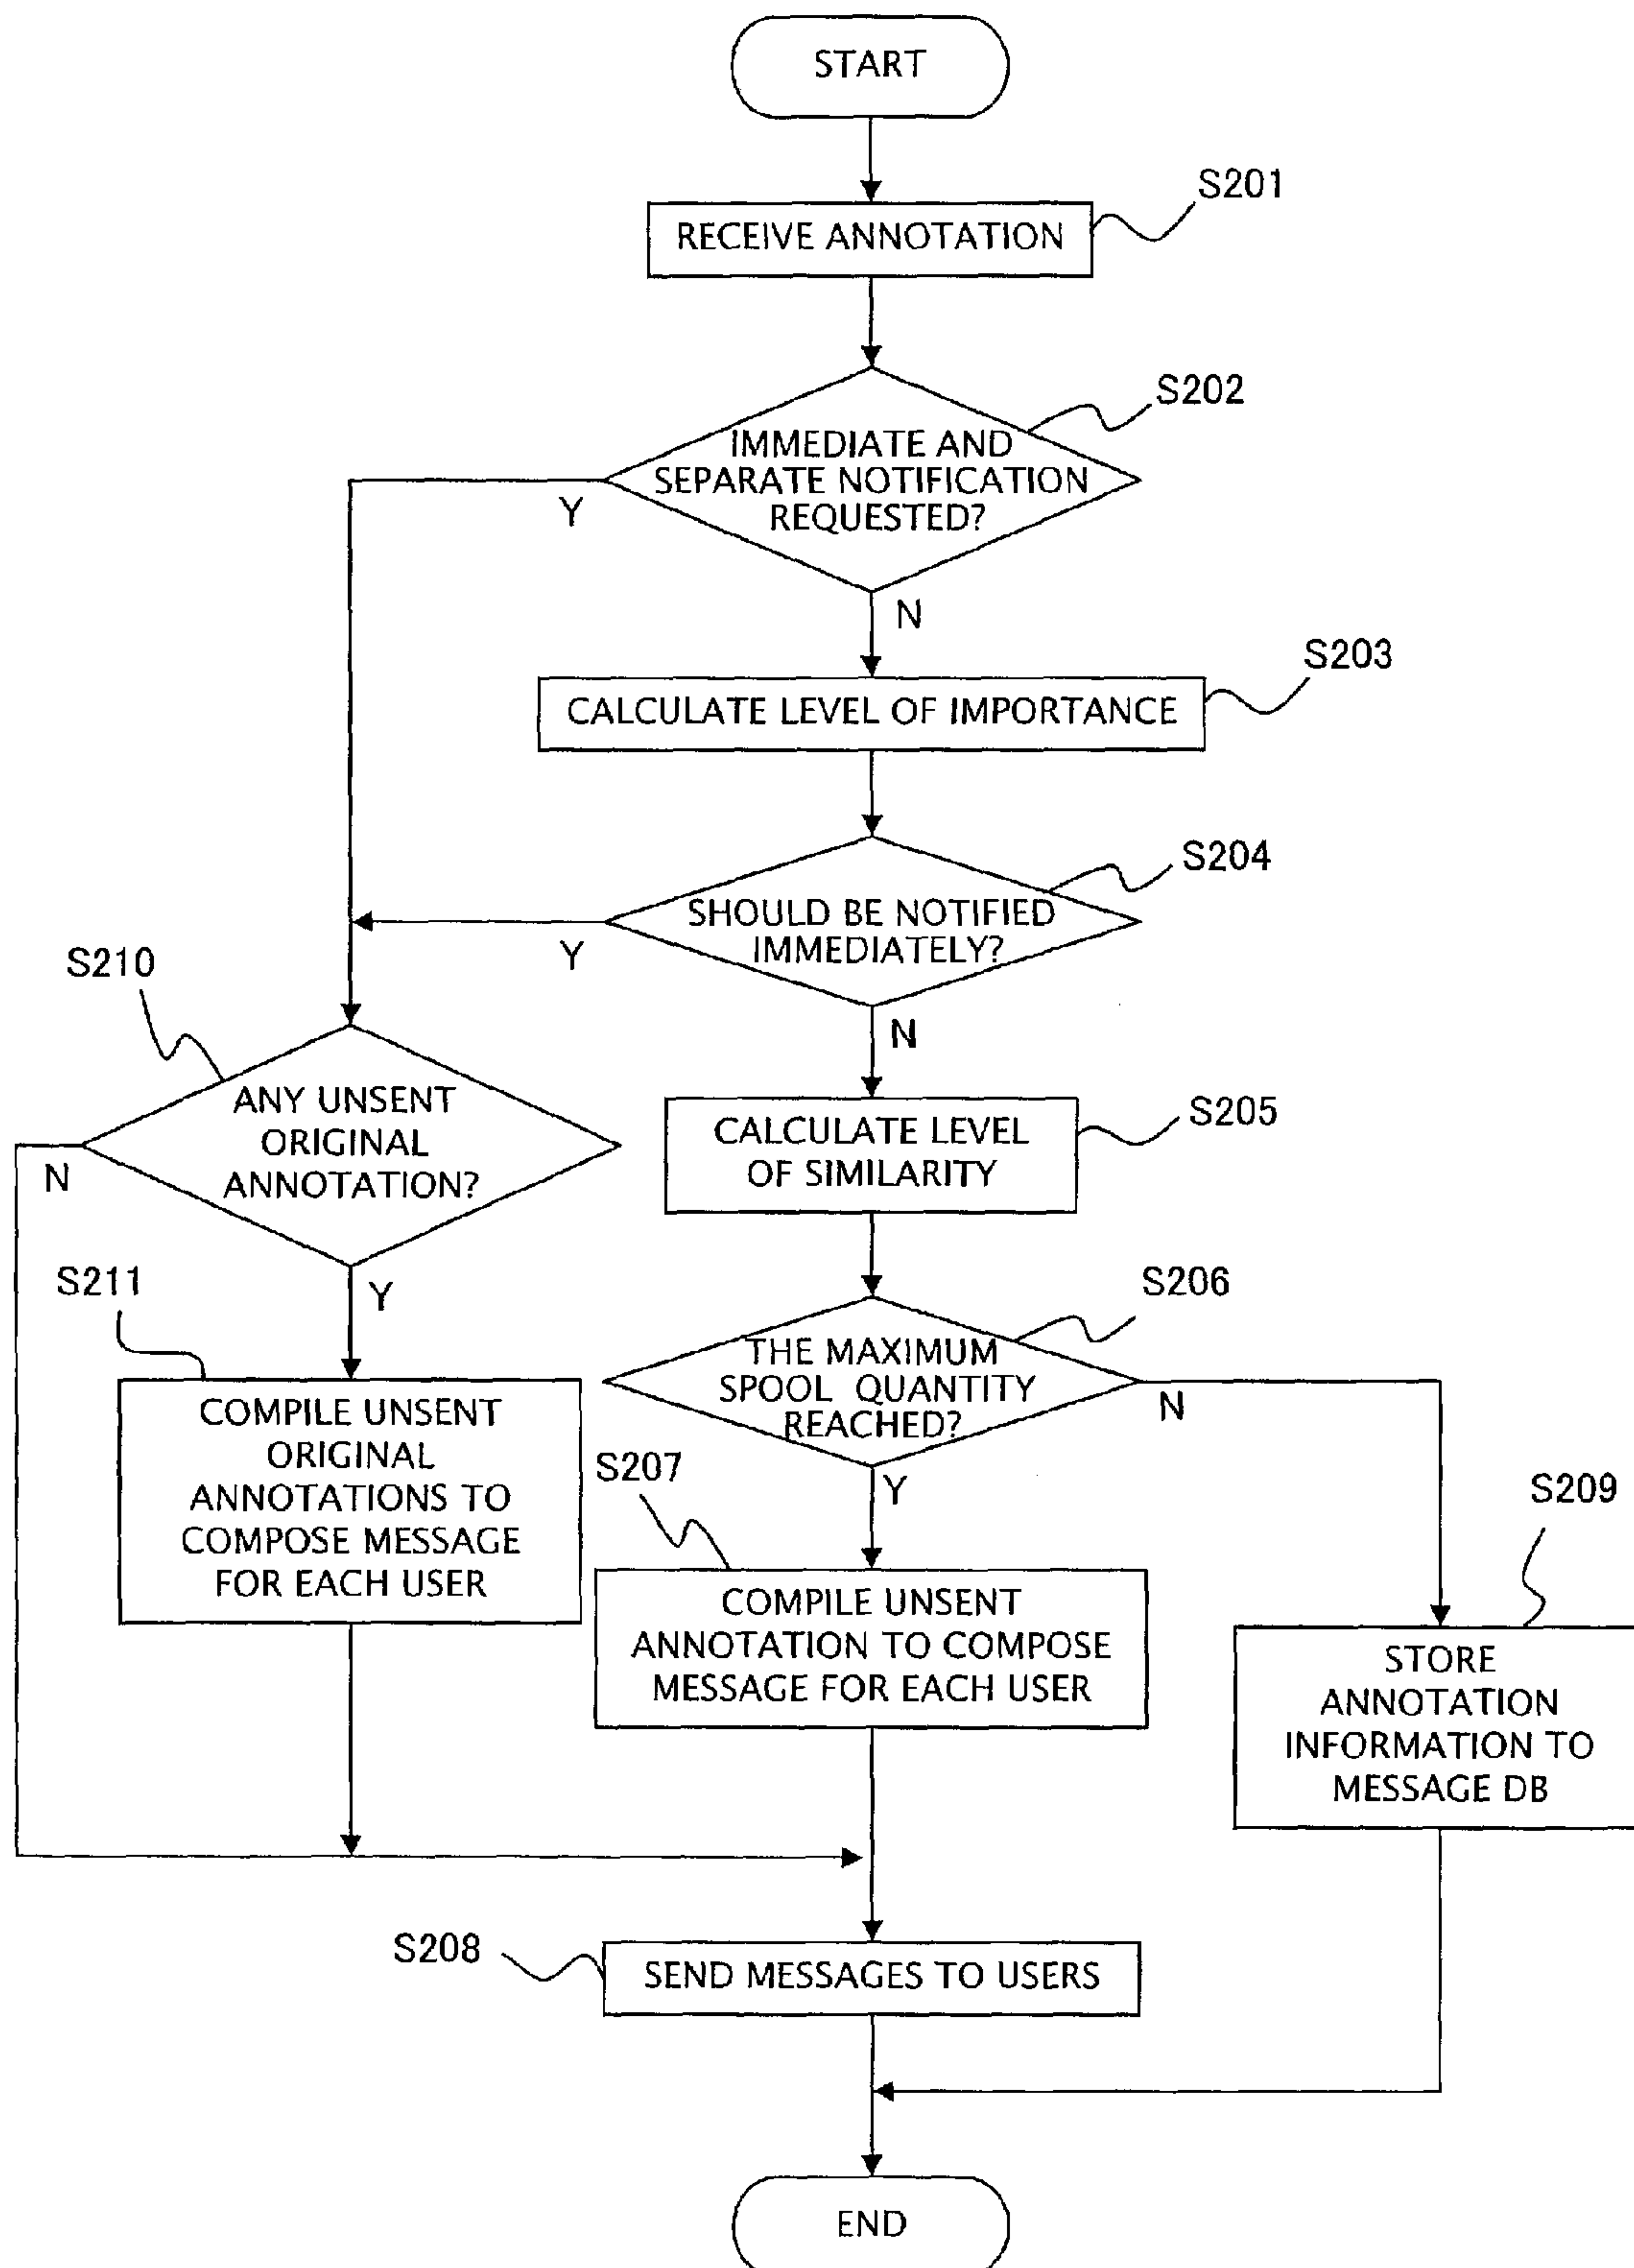 START
S201
RECEIVE ANNOTATION
S202
IMMEDIATE AND
SEPARATE NOTIFICATION
REQUESTED?
Y
N
S203
CALCULATE LEVEL OF IMPORTANCE
S204
SHOULD BE NOTIFIED
IMMEDIATELY?
Y
N
S210
ANY UNSENT
ORIGINAL
ANNOTATION?
N
Y
S205
CALCULATE LEVEL
OF SIMILARITY
S211
COMPILE UNSENT
ORIGINAL
ANNOTATIONS TO
COMPOSE MESSAGE
FOR EACH USER
S206
THE MAXIMUM
SPOOL QUANTITY
REACHED?
N
Y
S207
COMPILE UNSENT
ANNOTATION TO COMPOSE
MESSAGE FOR EACH USER
S209
STORE
ANNOTATION
INFORMATION TO
MESSAGE DB
S208
SEND MESSAGES TO USERS
END